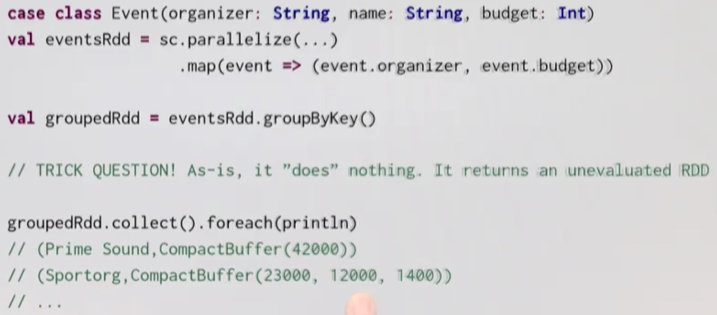 case class Event(organizer: String, name: String, budget: Int)
val eventsRdd = sc.parallelize(...)
.map(event => (event.organizer, event.budget))
val groupedRdd = eventsRdd.groupByKey()
// TRICK QUESTION! As-is, it "does" nothing. It returns an unevaluated RDD
groupedRdd.collect().foreach(println)
// (Prime Sound,CompactBuffer(42000))
// (Sportorg,CompactBuffer(23000, 12000, 1400))
// ...